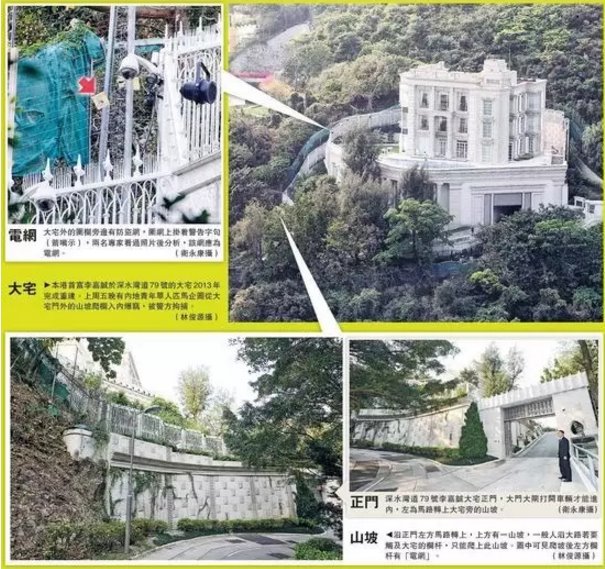 電網
大宅外的圍欄旁邊有防盜網,圍網上掛着警告字句
(箭嘴示),兩名專家看過照片後分析,該網應為
電網。 (衛永康攝)
大宅
▶本港首富李嘉誠於深水灣道79號的大宅2013年
完成重建。上周五晚有內地青年單人匹馬企圖從大
宅門外的山坡爬欄入內爆竊,被警方拘捕。
(林俊源攝)
正門
深水灣道79號李嘉誠大宅正門,大門大閘打開車輛才能進
內,左為馬路轉上大宅旁的山坡。 (衛永康攝)
山坡
◀沿正門左方馬路轉上,上方有一山坡,一般人沿大路若要
觸及大宅的欄杆,只能爬上此山坡。圖中可見爬坡後左方欄
杆有「電網」。 (林俊源攝)